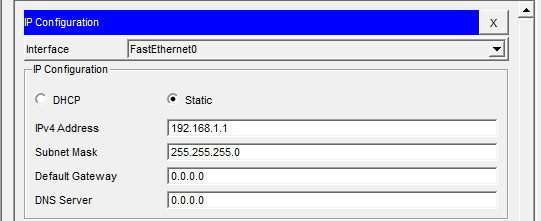 IP Configuration X
Interface FastEthernet0
IP Configuration
DHCP Static
IPv4 Address 192.168.1.1
Subnet Mask 255.255.255.0
Default Gateway 0.0.0.0
DNS Server 0.0.0.0